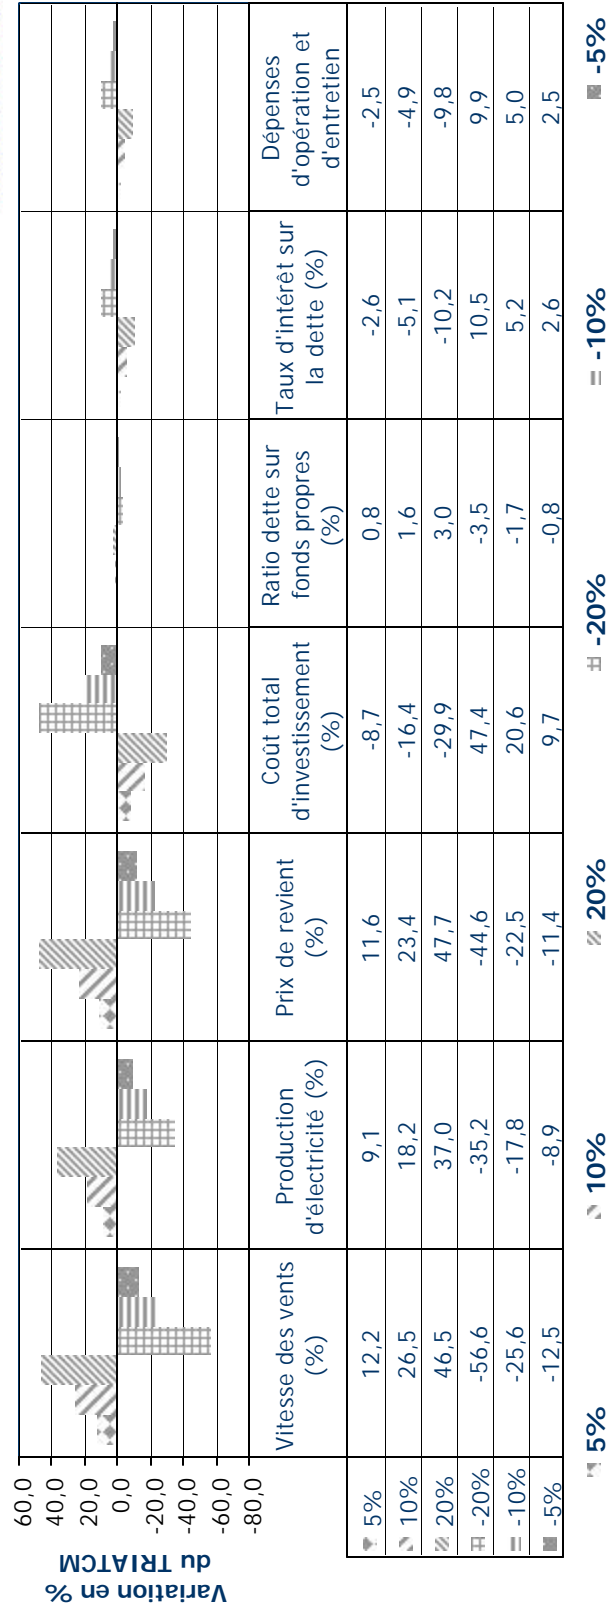 Variation en %
du TRIATCM
60,0
40,0
20,0
0,0
-20,0
-40,0
-60,0
-80,0
Vitesse des vents
(%)
Production
d'électricité (%)
Prix de revient
(%)
Coût total
d'investissement
(%)
Ratio dette sur
fonds propres
(%)
Taux d'intérêt sur
la dette (%)
Dépenses
d'opération et
d'entretien
5% 12,2 9,1 11,6 -8,7 0,8 -2,6 -2,5
10% 26,5 18,2 23,4 -16,4 1,6 -5,1 -4,9
20% 46,5 37,0 47,7 -29,9 3,0 -10,2 -9,8
-20% -56,6 -35,2 -44,6 47,4 -3,5 10,5 9,9
-10% -25,6 -17,8 -22,5 20,6 -1,7 5,2 5,0
-5% -12,5 -8,9 -11,4 9,7 -0,8 2,6 2,5
5% 10% 20% -20% -10% -5%